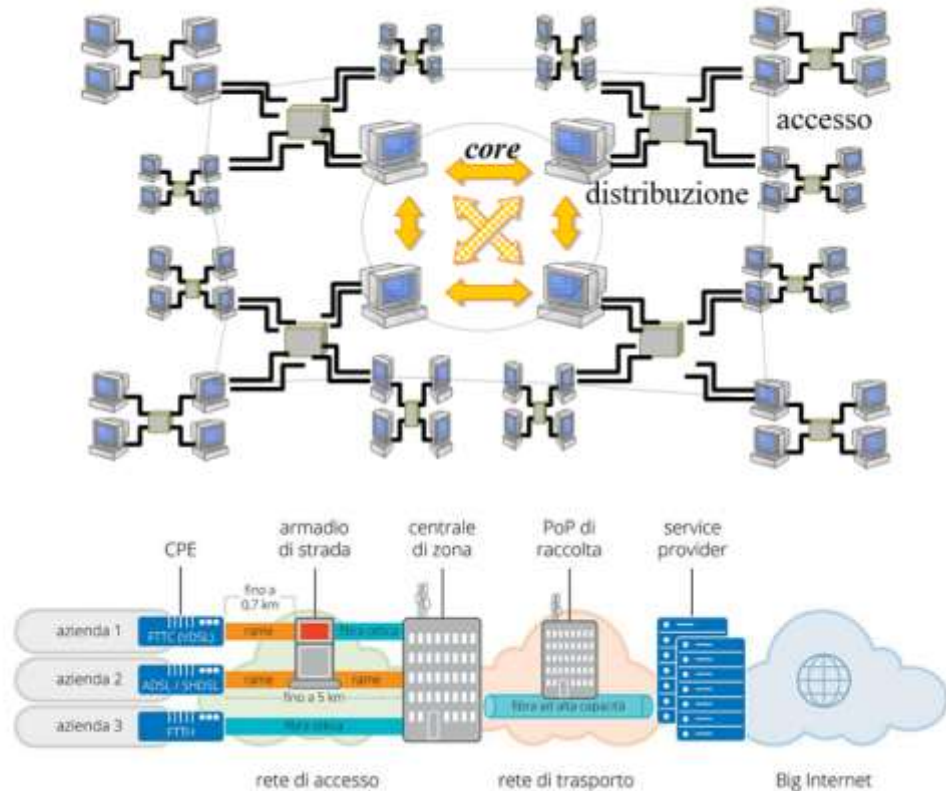 core
accesso
distribuzione
CPE
armadio
di strada
centrale
di zona
PoP di
raccolta
service
provider
fino a
0,7 km
azienda 1
FTTC (VDSL)
rame
fibra ottica
azienda 2
ADSL / SHDSL
rame
rame
fino a 5 km
fibra ad alta capacità
azienda 3
FTTH
fibra ottica
rete di accesso
rete di trasporto
Big Internet